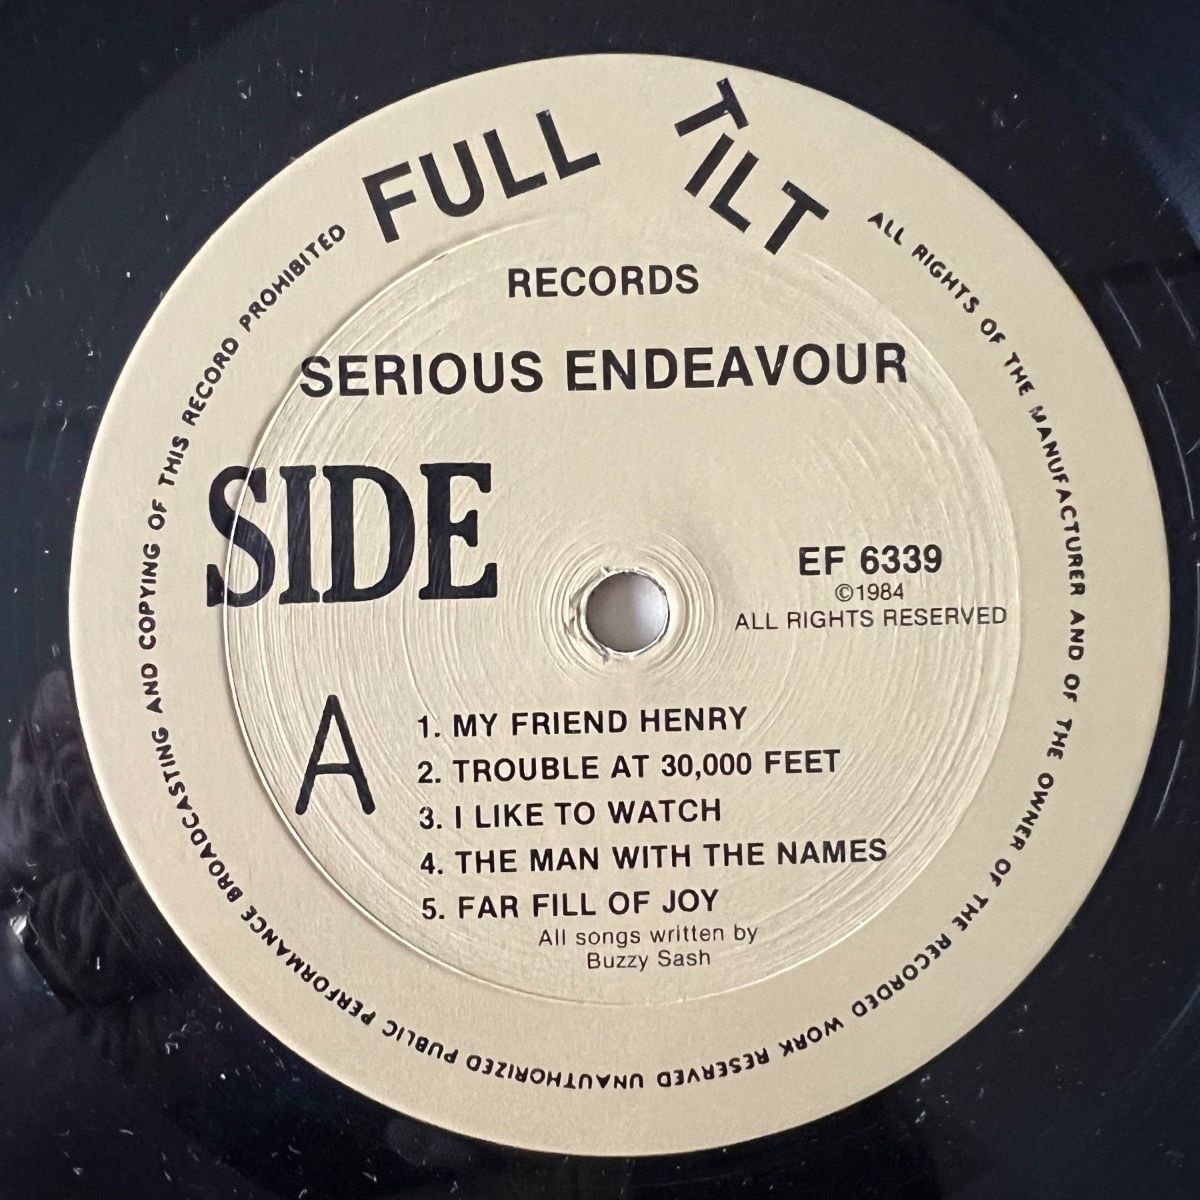 FULL TILT
RECORDS
SERIOUS ENDEAVOUR
SIDE
A
EF 6339
©1984
ALL RIGHTS RESERVED
1. MY FRIEND HENRY
2. TROUBLE AT 30,000 FEET
3. I LIKE TO WATCH
4. THE MAN WITH THE NAMES
5. FAR FILL OF JOY
All songs written by
Buzzy Sash
ALL RIGHTS OF THE MANUFACTURER AND OF THE OWNER OF THE RECORDED WORK RESERVED UNAUTHORIZED PUBLIC PERFORMANCE BROADCASTING AND COPYING OF THIS RECORD PROHIBITED